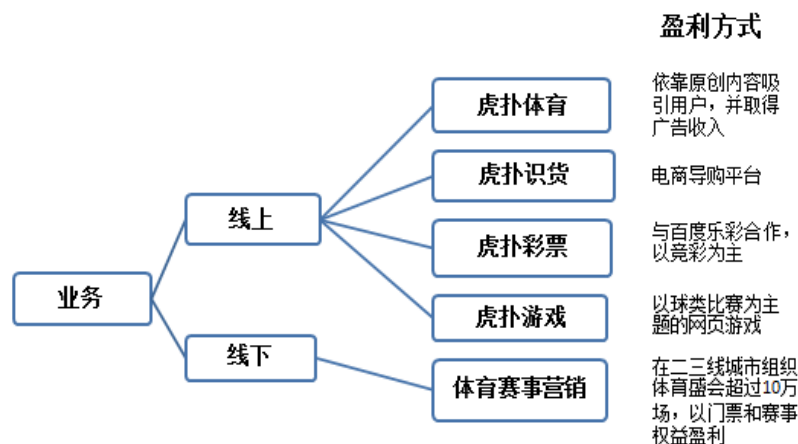 盈利方式
虎扑体育
依靠原创内容吸
引用户，并取得
广告收入
虎扑识货
电商导购平台
线上
虎扑彩票
与百度乐彩合作，
以竞彩为主
业务
虎扑游戏
以球类比赛为主
题的网页游戏
线下
体育赛事营销
在二三线城市组织
体育盛会超过10万
场，以门票和赛事
权益盈利